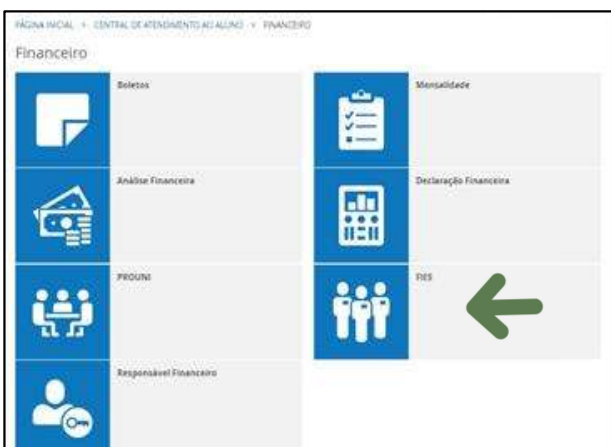 PÁGINA INICIAL > CENTRAL DE ATENDIMENTO AO ALUNO > FINANCEIRO
Financeiro
Boletos
Mensalidade
Análise Financeira
Declaração Financeira
PROUNI
FIES
Responsável Financeiro